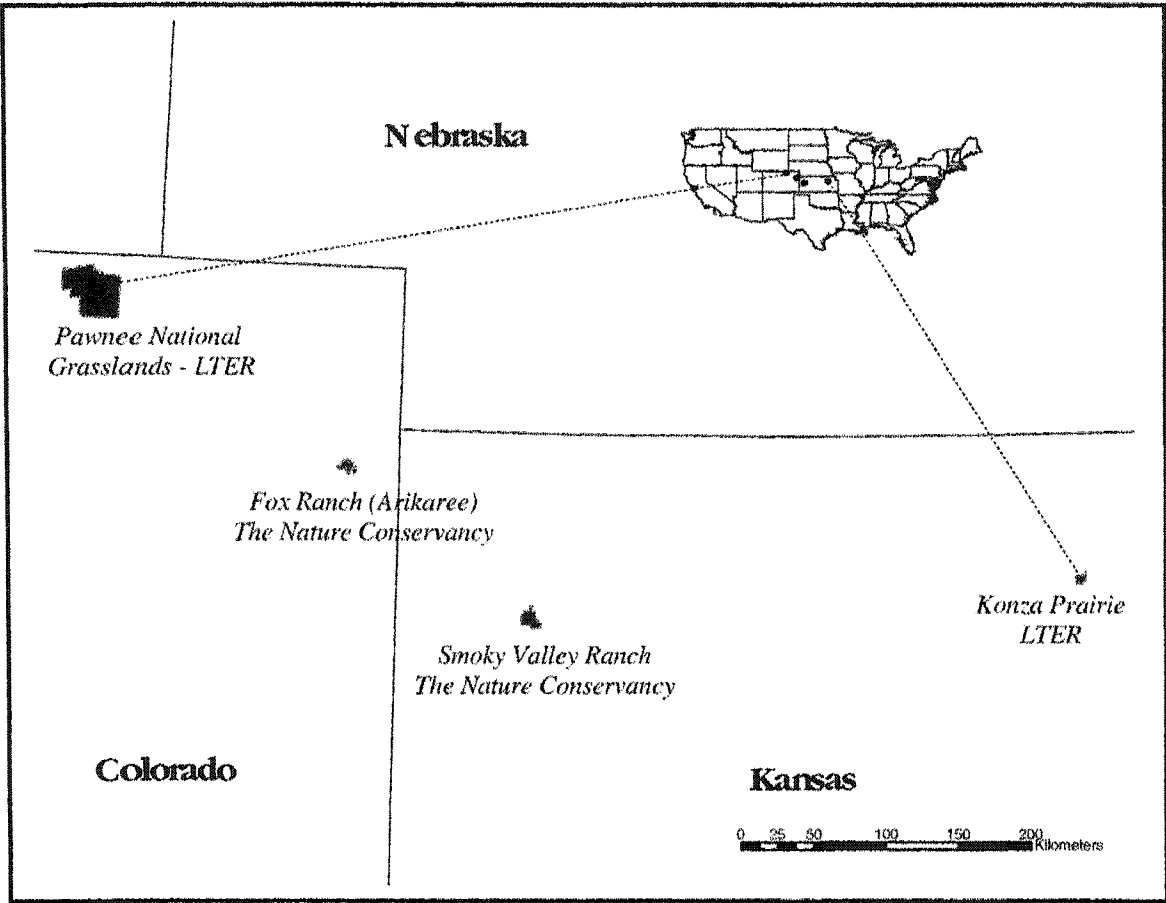 Nebraska
Pawnee National
Grasslands - LTER
Fox Ranch (Arikaree)
The Nature Conservancy
Konza Prairie
LTER
Smoky Valley Ranch
The Nature Conservancy
Colorado
Kansas
0 25 50 100 150 200
Kilometers